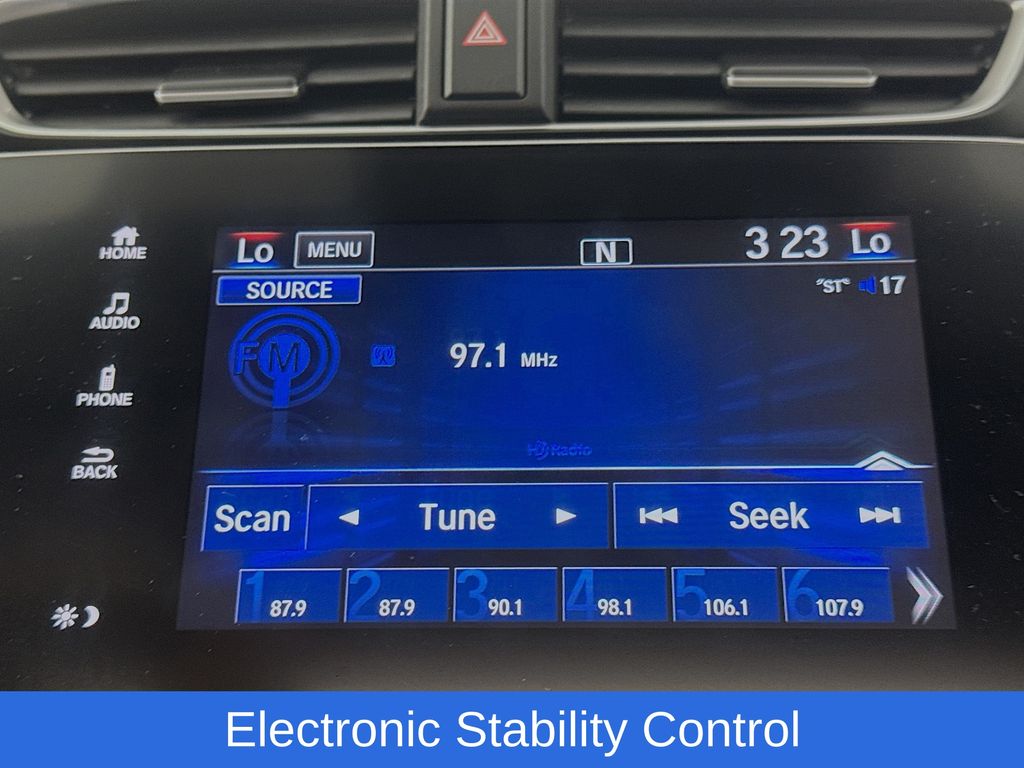 HOME
AUDIO
PHONE
BACK
Lo MENU N 3 23 Lo
SOURCE "ST" 17
FM 97.1 MHz
HD Radio
Scan Tune Seek
1 87.9 2 87.9 3 90.1 4 98.1 5 106.1 6 107.9
Electronic Stability Control